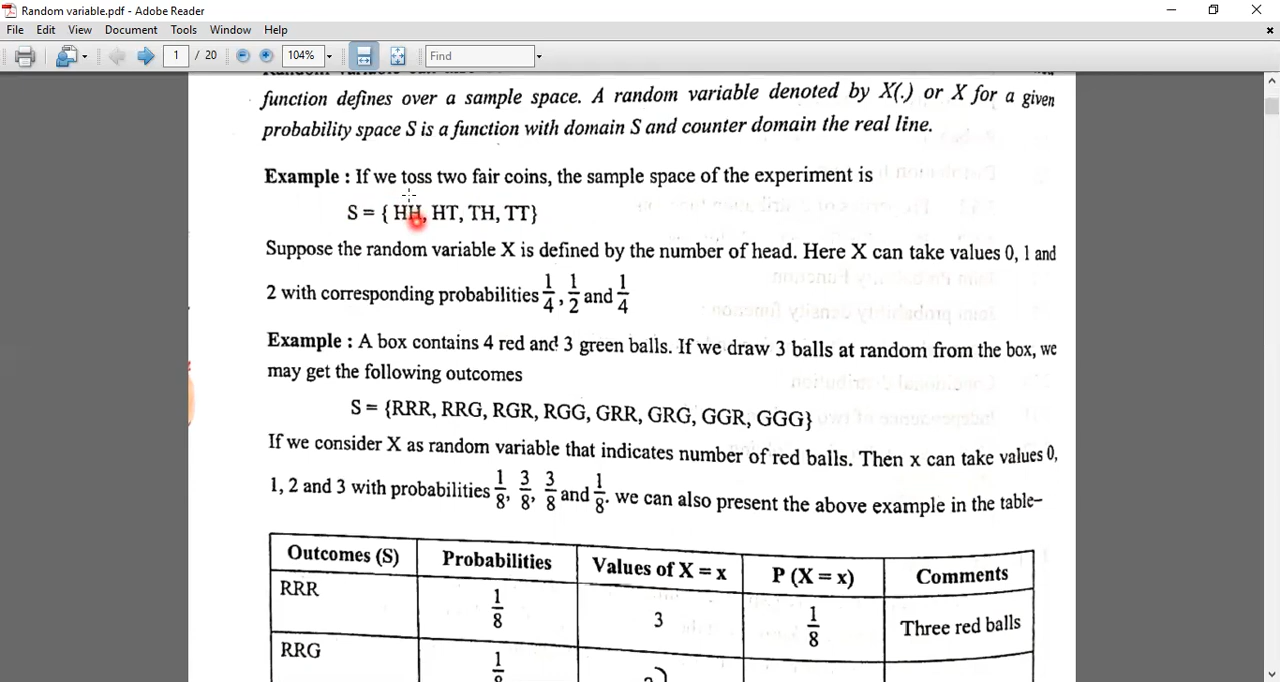 Random variable.pdf - Adobe Reader
File Edit View Document Tools Window Help
1 / 20 104% Find
function defines over a sample space. A random variable denoted by X(.) or X for a given
probability space S is a function with domain S and counter domain the real line.
Example : If we toss two fair coins, the sample space of the experiment is
S = { HH, HT, TH, TT}
Suppose the random variable X is defined by the number of head. Here X can take values 0, 1 and
2 with corresponding probabilities 1/4, 1/2 and 1/4
Example : A box contains 4 red and 3 green balls. If we draw 3 balls at random from the box, we
may get the following outcomes
S = {RRR, RRG, RGR, RGG, GRR, GRG, GGR, GGG}
If we consider X as random variable that indicates number of red balls. Then x can take values 0,
1, 2 and 3 with probabilities 1/8, 3/8, 3/8 and 1/8. we can also present the above example in the table–
Outcomes (S) Probabilities Values of X = x P (X = x) Comments
RRR 1/8 3 1/8 Three red balls
RRG